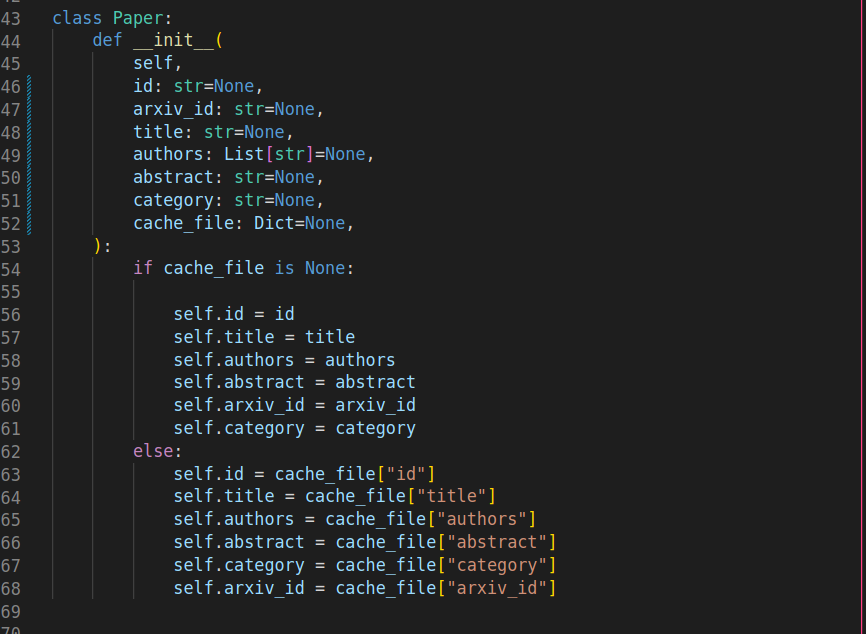 43 class Paper:
44     def __init__(
45         self,
46         id: str=None,
47         arxiv_id: str=None,
48         title: str=None,
49         authors: List[str]=None,
50         abstract: str=None,
51         category: str=None,
52         cache_file: Dict=None,
53     ):
54         if cache_file is None:
55
56             self.id = id
57             self.title = title
58             self.authors = authors
59             self.abstract = abstract
60             self.arxiv_id = arxiv_id
61             self.category = category
62         else:
63             self.id = cache_file["id"]
64             self.title = cache_file["title"]
65             self.authors = cache_file["authors"]
66             self.abstract = cache_file["abstract"]
67             self.category = cache_file["category"]
68             self.arxiv_id = cache_file["arxiv_id"]
69
70